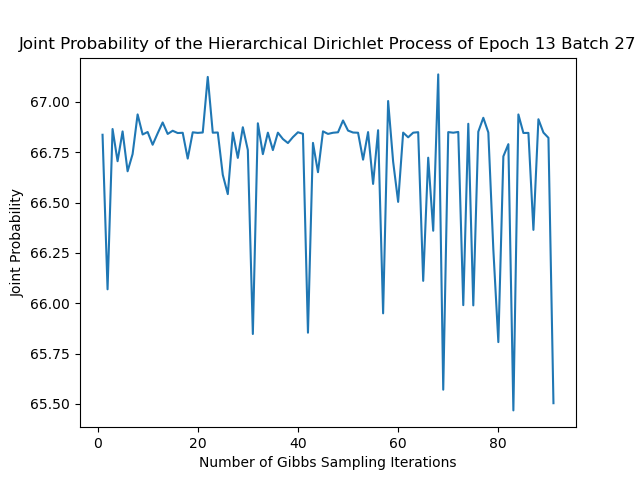 Joint Probability of the Hierarchical Dirichlet Process of Epoch 13 Batch 27
67.00
66.75
66.50
66.25
66.00
65.75
65.50
Joint Probability
0 20 40 60 80
Number of Gibbs Sampling Iterations